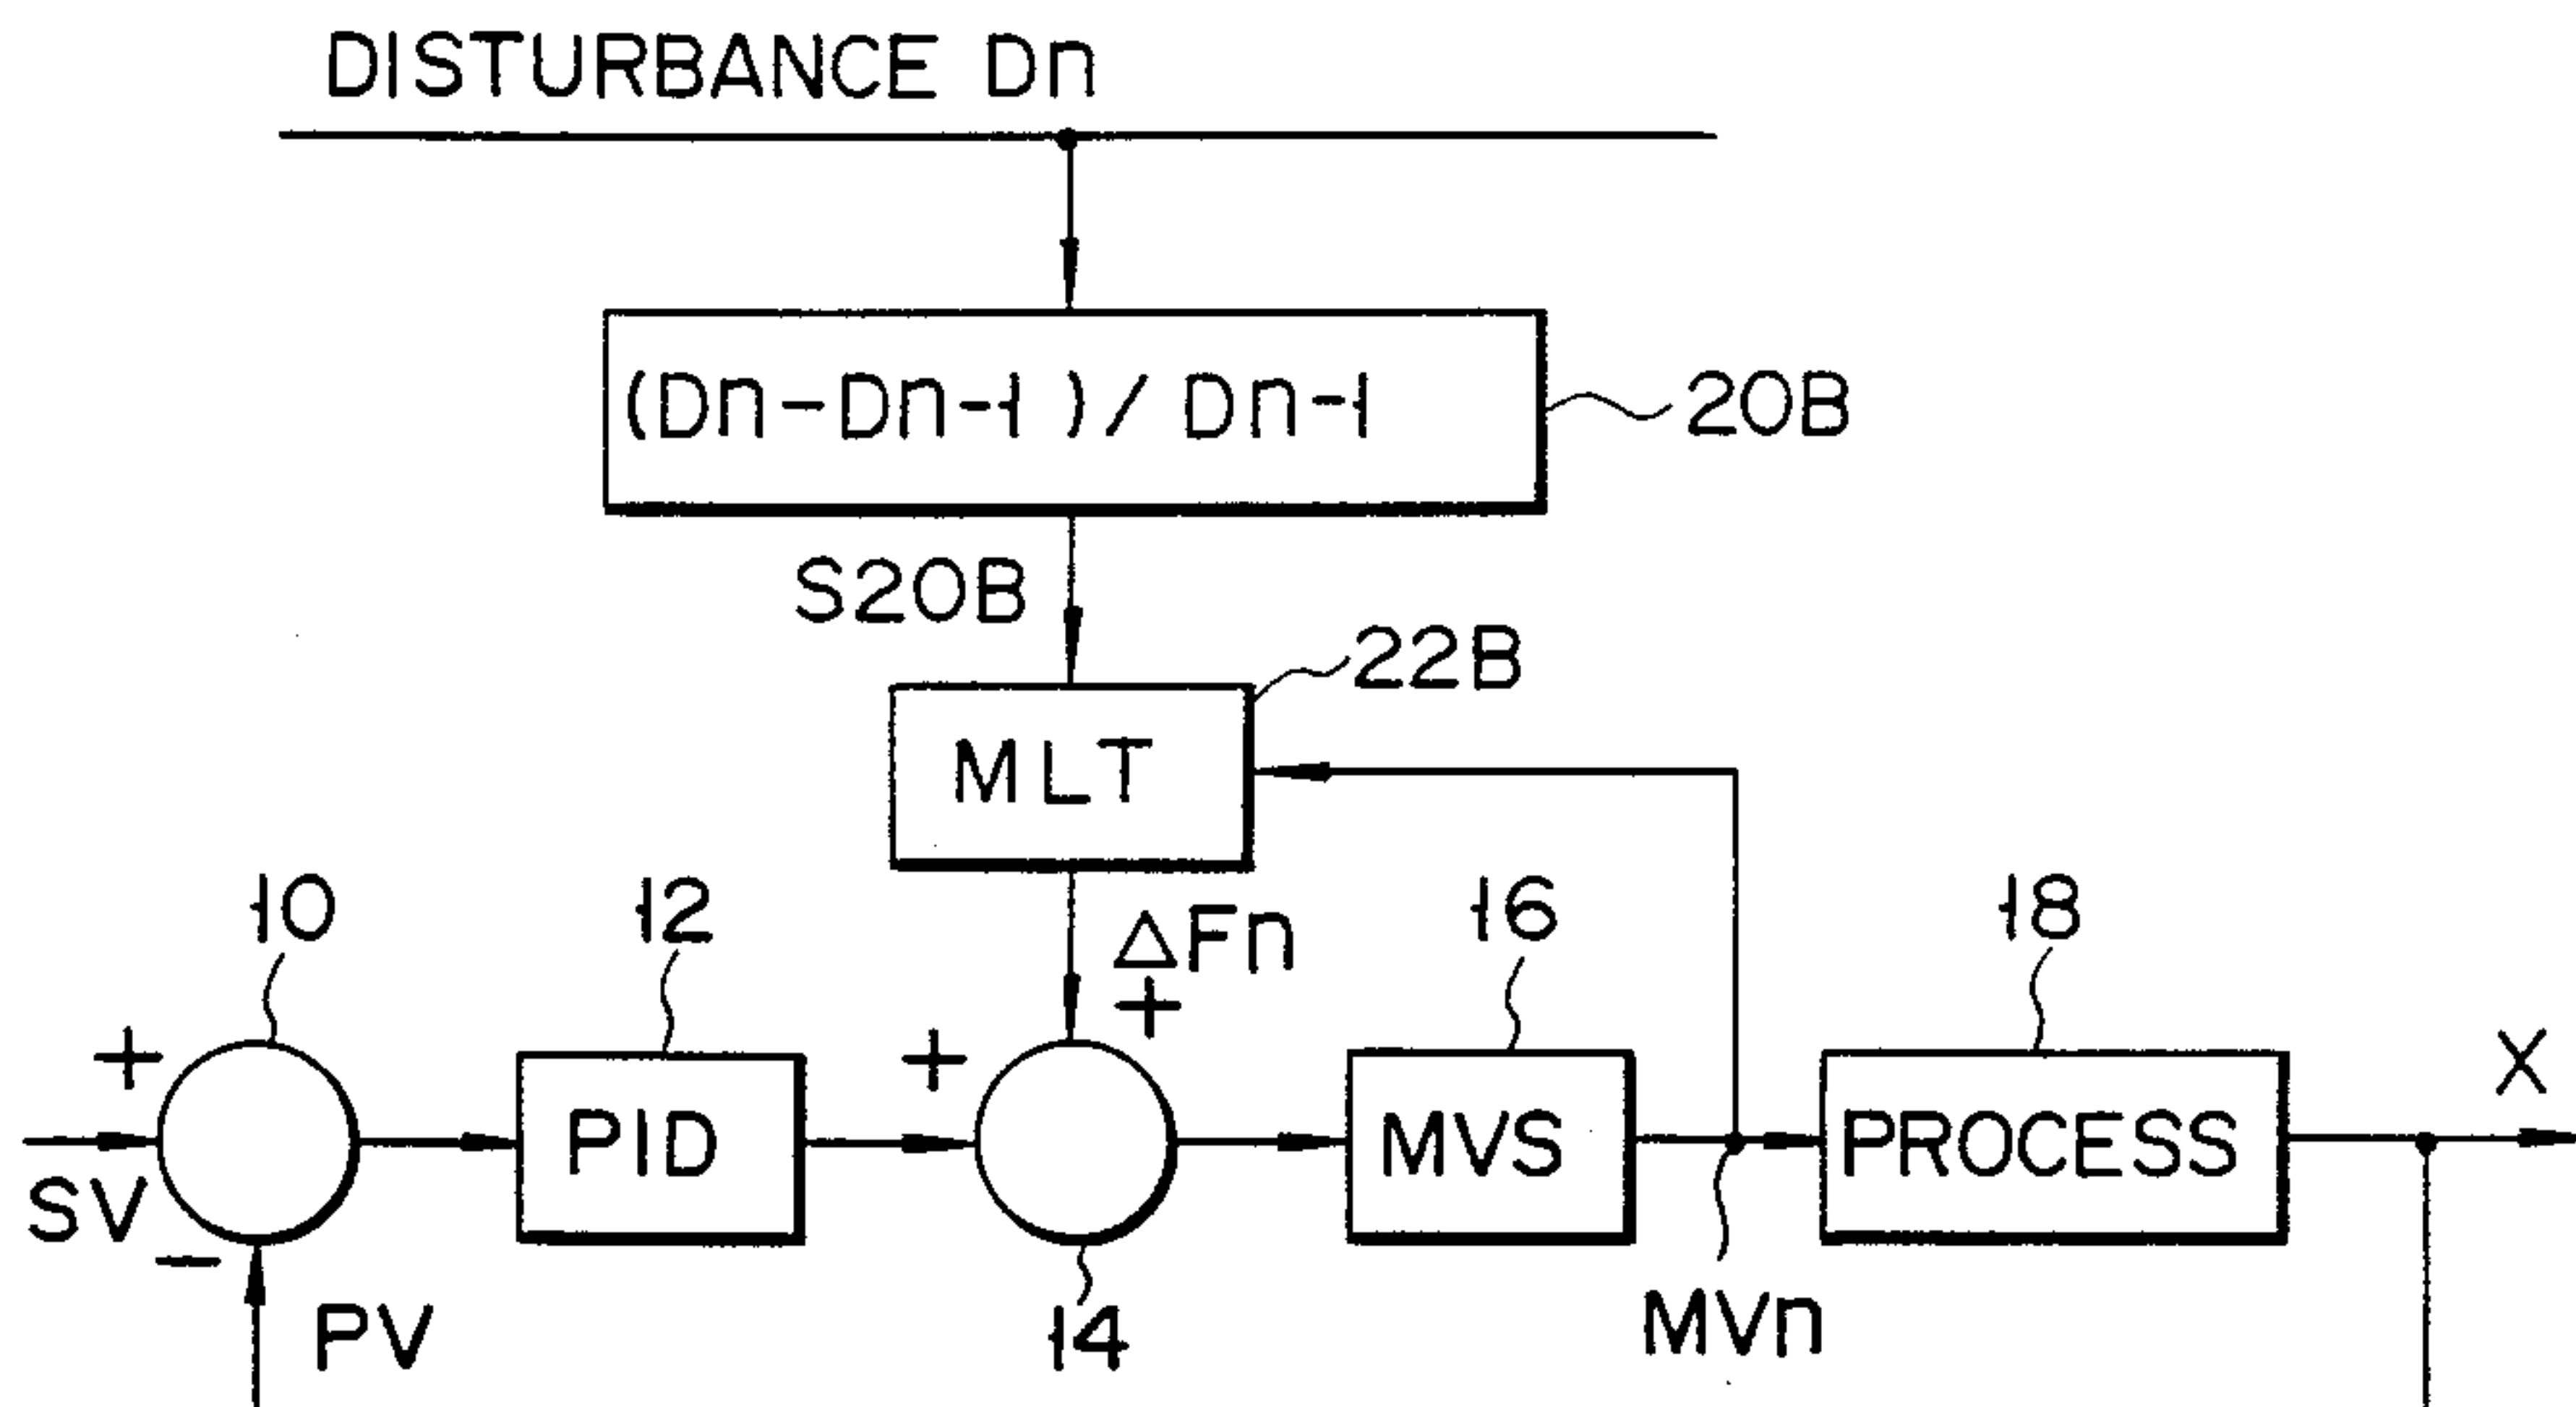 DISTURBANCE Dn
(Dn-Dn-1)/Dn-1
20B
S20B
22B
MLT
10
12
ΔFn
16
18
+
+
+
X
PID
MVS
PROCESS
SV
-
PV
14
MVn